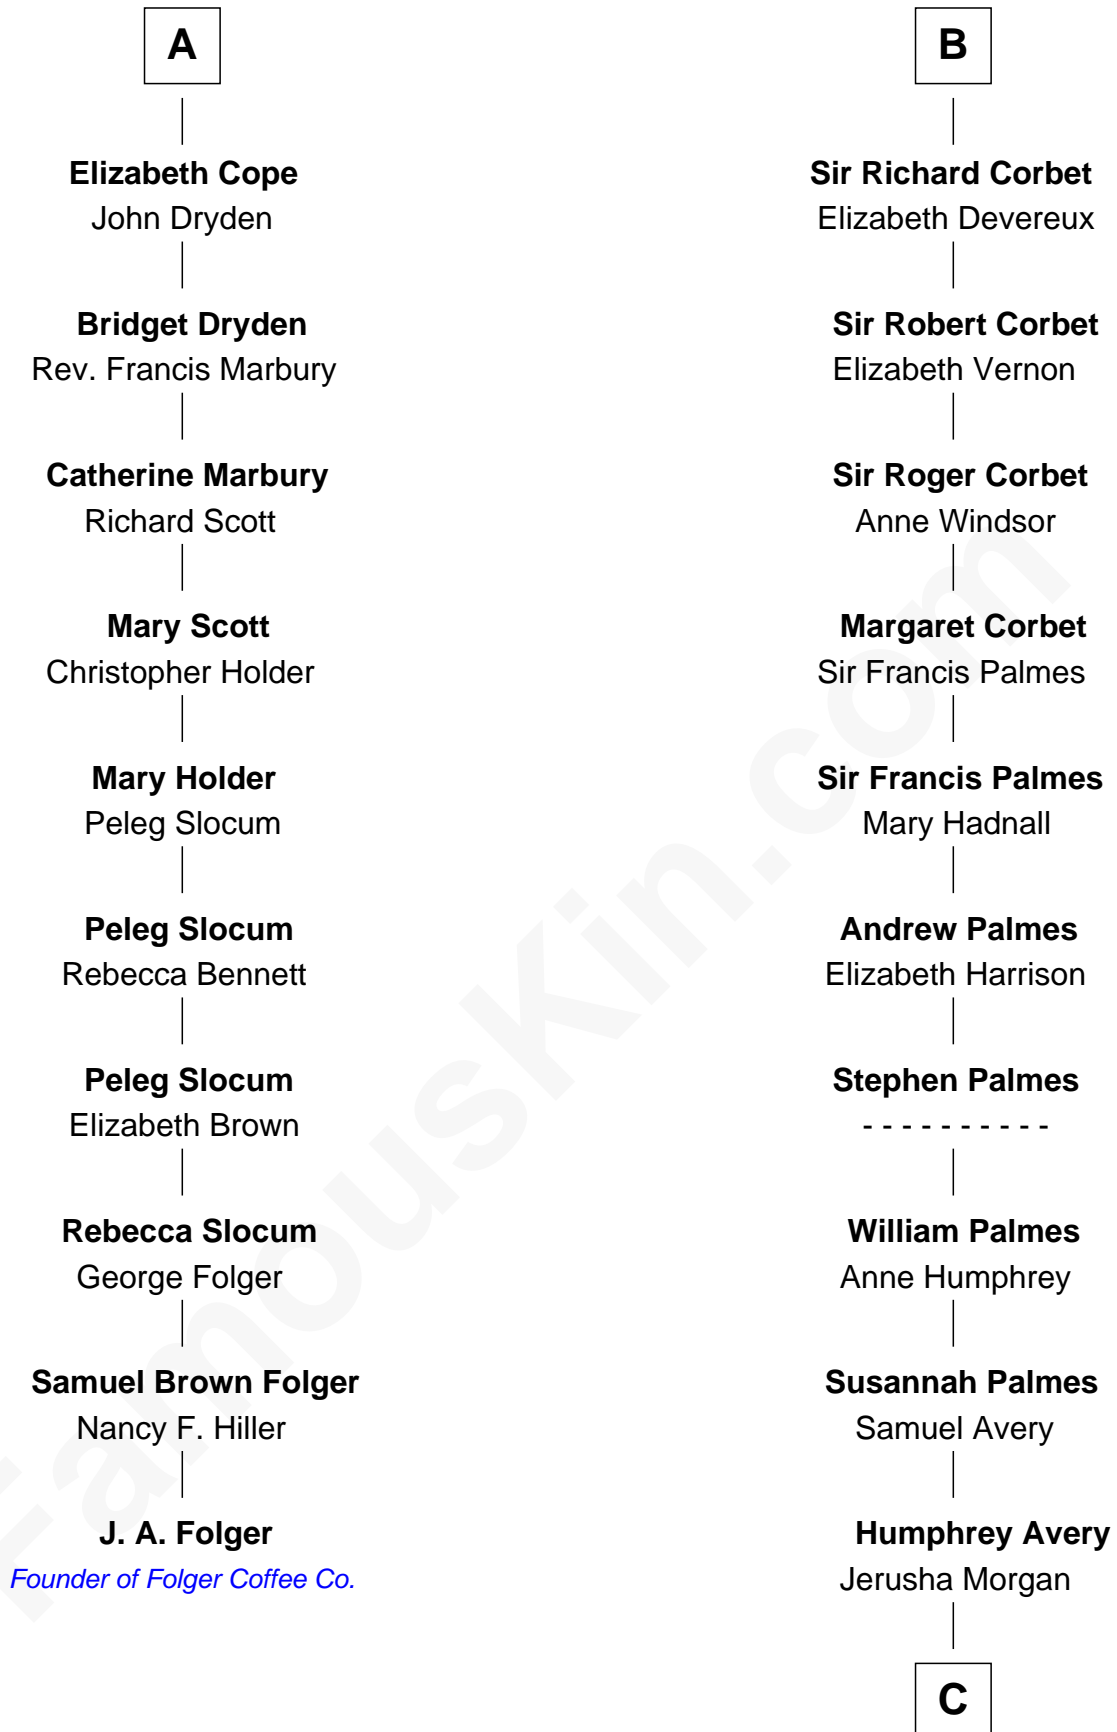 A
Elizabeth Cope
John Dryden
Bridget Dryden
Rev. Francis Marbury
Catherine Marbury
Richard Scott
Mary Scott
Christopher Holder
Mary Holder
Peleg Slocum
Peleg Slocum
Rebecca Bennett
Peleg Slocum
Elizabeth Brown
Rebecca Slocum
George Folger
Samuel Brown Folger
Nancy F. Hiller
J. A. Folger
Founder of Folger Coffee Co.
B
Sir Richard Corbet
Elizabeth Devereux
Sir Robert Corbet
Elizabeth Vernon
Sir Roger Corbet
Anne Windsor
Margaret Corbet
Sir Francis Palmes
Sir Francis Palmes
Mary Hadnall
Andrew Palmes
Elizabeth Harrison
Stephen Palmes
- - - - - - - - - -
William Palmes
Anne Humphrey
Susannah Palmes
Samuel Avery
Humphrey Avery
Jerusha Morgan
C
FamousKin.com